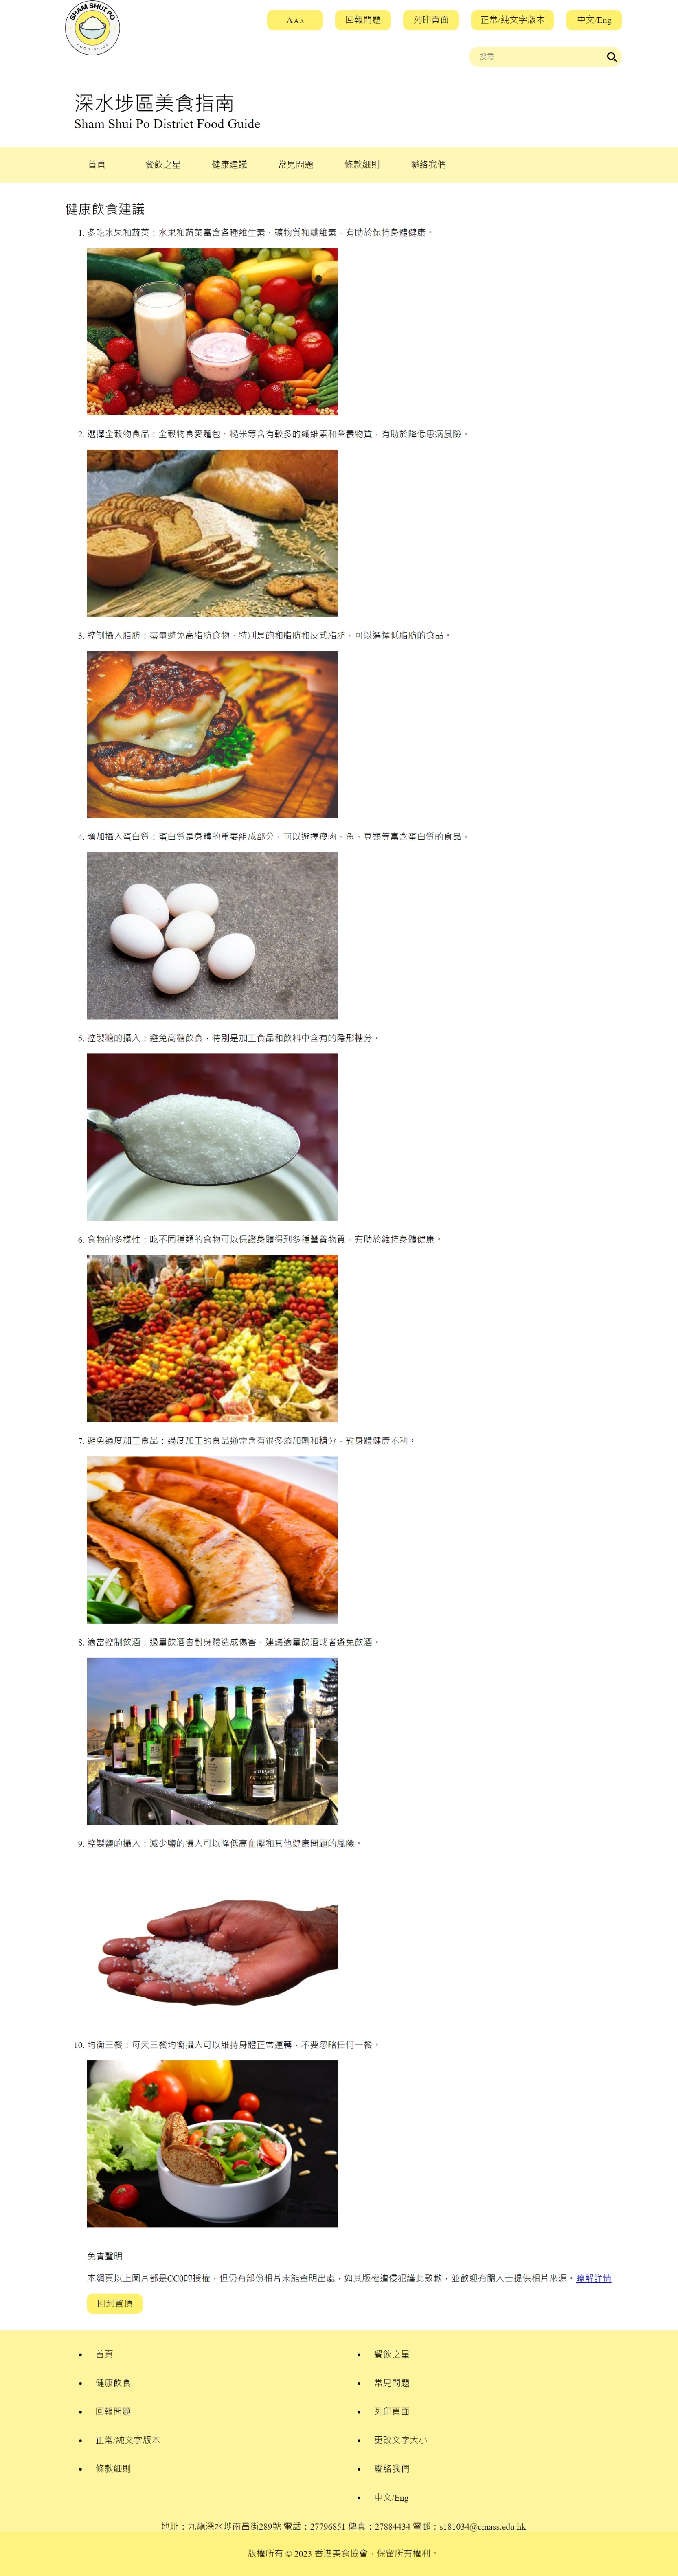 SHAM SHUI PO
FOOD GUIDE
AAA 回報問題 列印頁面 正常/純文字版本 中文/Eng
搜尋
深水埗區美食指南
Sham Shui Po District Food Guide
首頁 餐飲之星 健康建議 常見問題 條款細則 聯絡我們
健康飲食建議
1. 多吃水果和蔬菜：水果和蔬菜富含各種維生素、礦物質和纖維素，有助於保持身體健康。
2. 選擇全穀物食品：全穀物食麥麵包、糙米等含有較多的纖維素和營養物質，有助於降低患病風險。
3. 控制攝入脂肪：盡量避免高脂肪食物，特別是飽和脂肪和反式脂肪，可以選擇低脂肪的食品。
4. 增加攝入蛋白質：蛋白質是身體的重要組成部分，可以選擇瘦肉、魚、豆類等富含蛋白質的食品。
5. 控製糖的攝入：避免高糖飲食，特別是加工食品和飲料中含有的隱形糖分。
6. 食物的多樣性：吃不同種類的食物可以保證身體得到多種營養物質，有助於維持身體健康。
7. 避免過度加工食品：過度加工的食品通常含有很多添加劑和糖分，對身體健康不利。
8. 適當控制飲酒：過量飲酒會對身體造成傷害，建議適量飲酒或者避免飲酒。
9. 控製鹽的攝入：減少鹽的攝入可以降低高血壓和其他健康問題的風險。
10. 均衡三餐：每天三餐均衡攝入可以維持身體正常運轉，不要忽略任何一餐。
免責聲明
本網頁以上圖片都是CC0的授權，但仍有部份相片未能查明出處，如其版權遭侵犯謹此致歉，並歡迎有關人士提供相片來源。瞭解詳情
回到置頂
• 首頁 • 餐飲之星
• 健康飲食 • 常見問題
• 回報問題 • 列印頁面
• 正常/純文字版本 • 更改文字大小
• 條款細則 • 聯絡我們
• 中文/Eng
地址：九龍深水埗南昌街289號 電話：27796851 傳真：27884434 電郵：s181034@cmass.edu.hk
版權所有 © 2023 香港美食協會，保留所有權利。